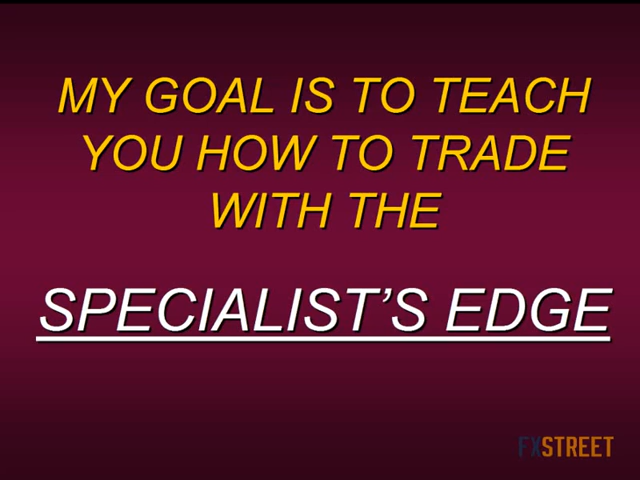 MY GOAL IS TO TEACH
YOU HOW TO TRADE
WITH THE
SPECIALIST'S EDGE
FXSTREET